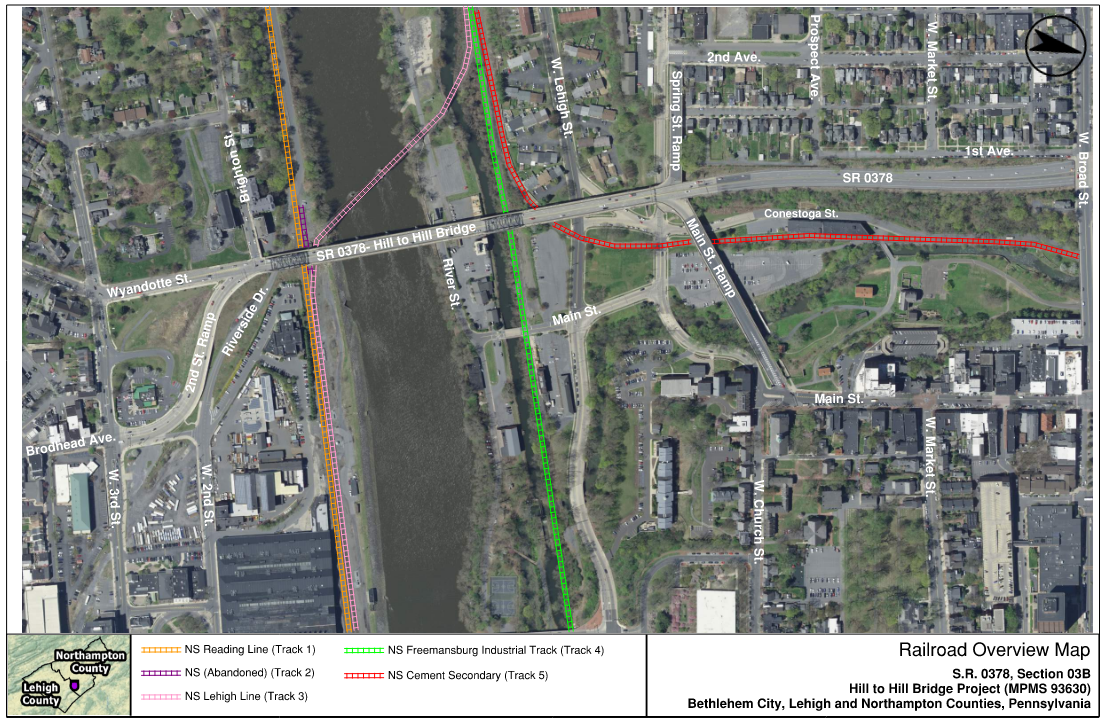 Prospect Ave.
W. Market St.
2nd Ave.
W. Lehigh St.
Spring St. Ramp
Brighton St.
W. Broad St.
1st Ave.
SR 0378
Conestoga St.
SR 0378- Hill to Hill Bridge
Main St. Ramp
Wyandotte St.
River St.
Riverside Dr.
Main St.
2nd St. Ramp
Main St.
Brodhead Ave.
W. 3rd St.
W. 2nd St.
W. Church St.
W. Market St.
Northampton
County
Lehigh
County
NS Reading Line (Track 1)
NS (Abandoned) (Track 2)
NS Lehigh Line (Track 3)
NS Freemansburg Industrial Track (Track 4)
NS Cement Secondary (Track 5)
Railroad Overview Map
S.R. 0378, Section 03B
Hill to Hill Bridge Project (MPMS 93630)
Bethlehem City, Lehigh and Northampton Counties, Pennsylvania